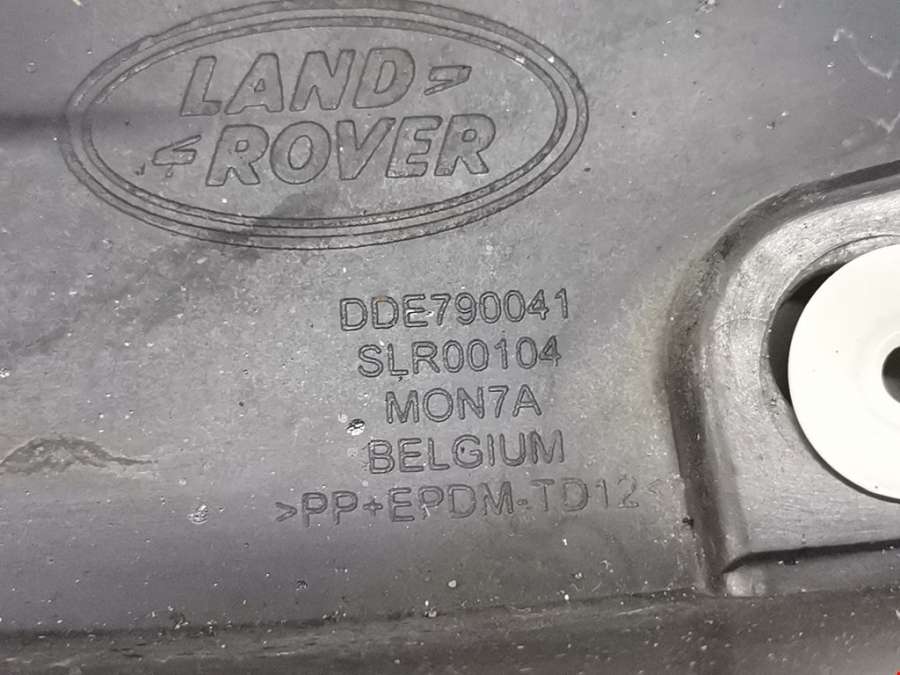 LAND
ROVER
DDE790041
SLR00104
MON7A
BELGIUM
>PP+EPDM-TD12<